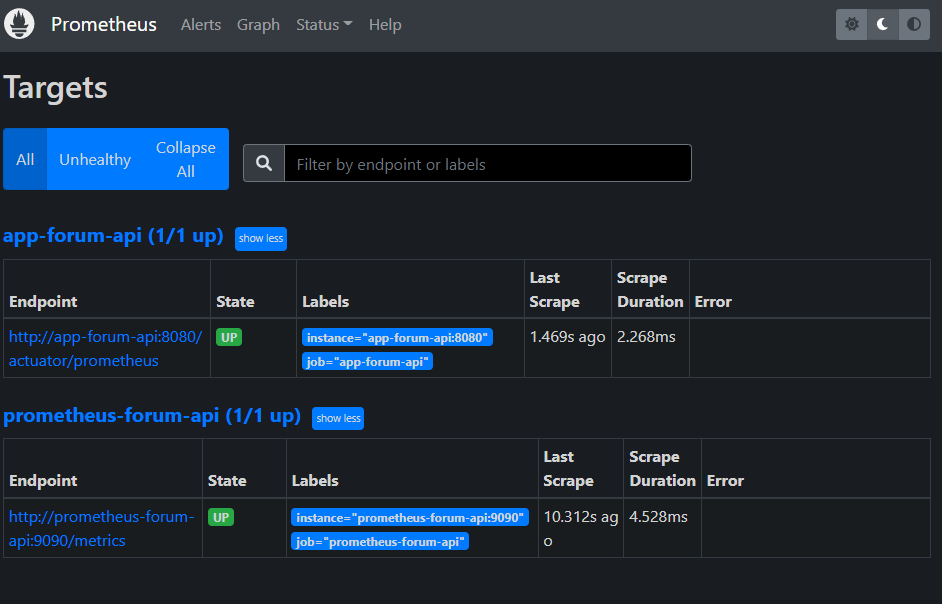 Prometheus Alerts Graph Status Help
Targets
All Unhealthy Collapse
All
Filter by endpoint or labels
app-forum-api (1/1 up) show less
Endpoint State Labels Last
Scrape Scrape
Duration Error
http://app-forum-api:8080/
actuator/prometheus
UP
instance="app-forum-api:8080"
job="app-forum-api"
1.469s ago 2.268ms
prometheus-forum-api (1/1 up) show less
Endpoint State Labels Last
Scrape Scrape
Duration Error
http://prometheus-forum-
api:9090/metrics
UP
instance="prometheus-forum-api:9090"
job="prometheus-forum-api"
10.312s ag
o
4.528ms